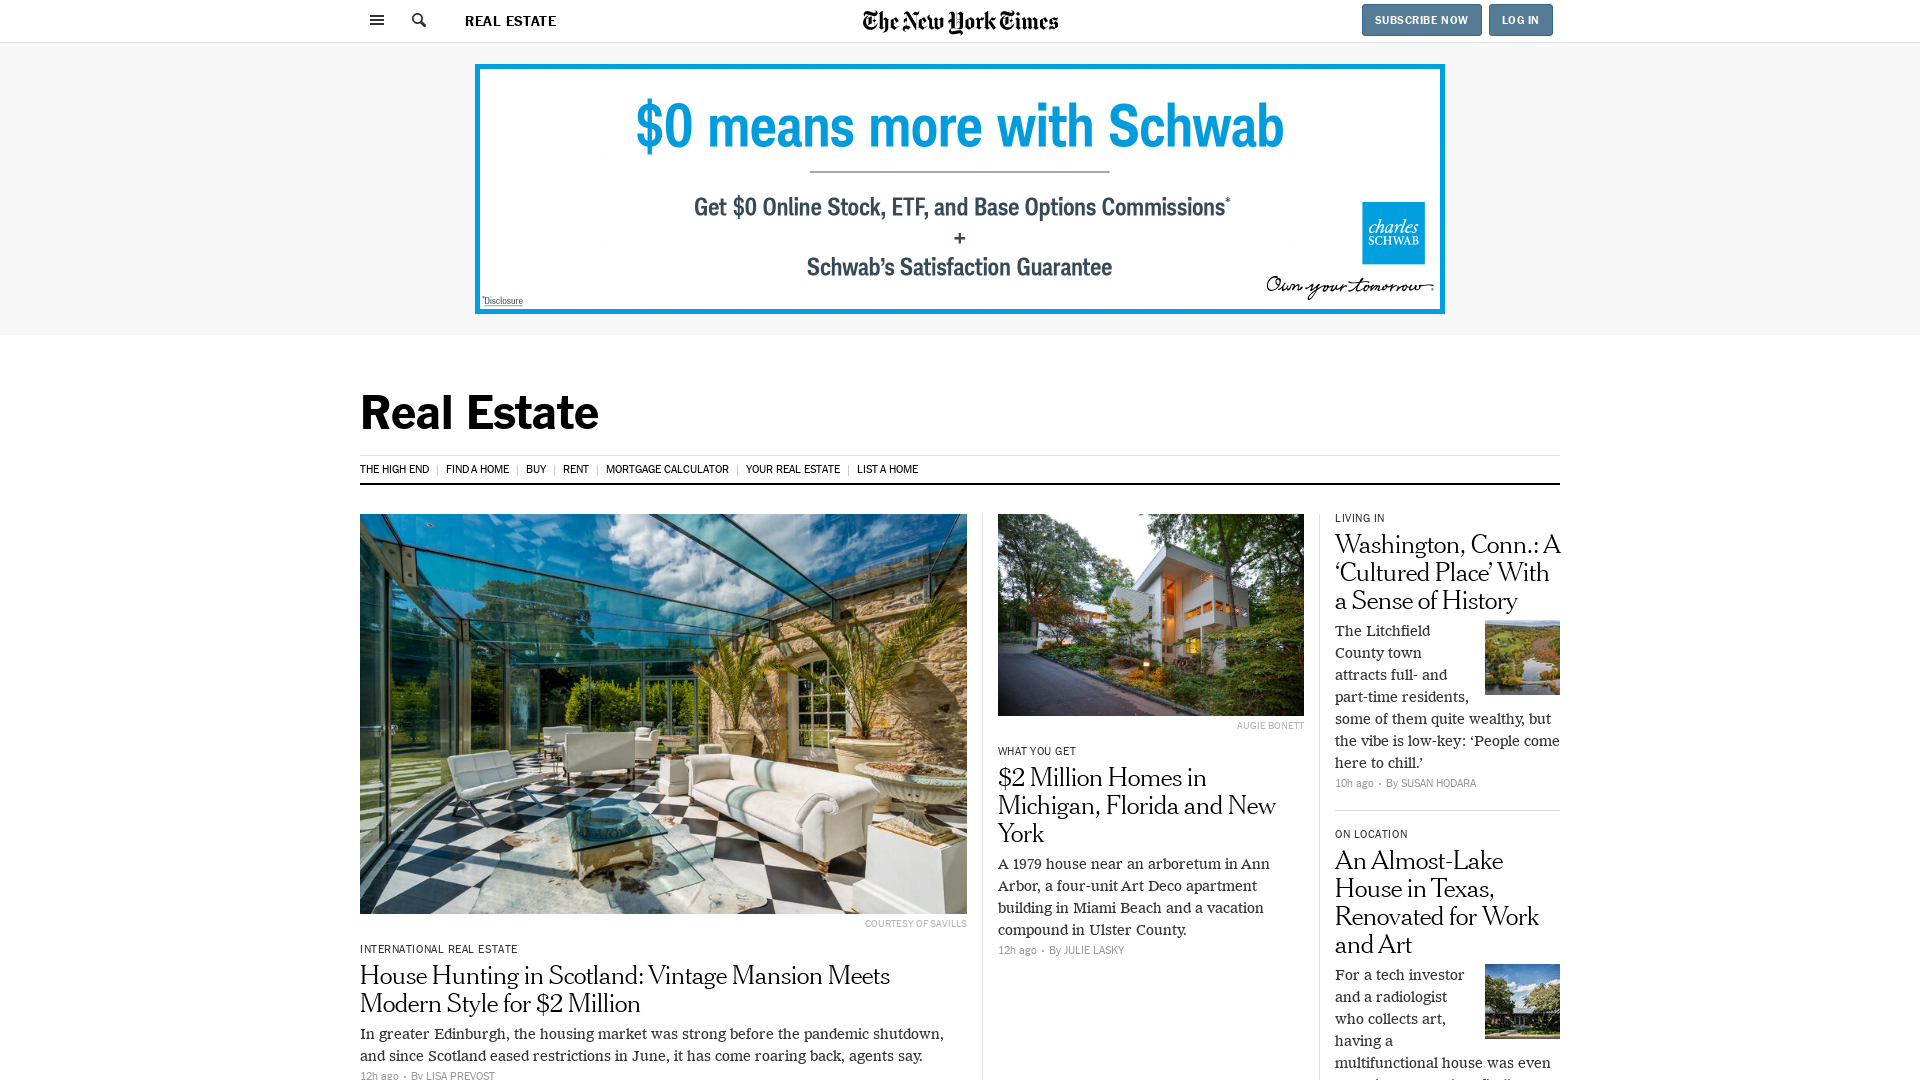 REAL ESTATE
The New York Times
SUBSCRIBE NOW
LOG IN
$0 means more with Schwab
Get $0 Online Stock, ETF, and Base Options Commissions*
+
Schwab's Satisfaction Guarantee
charles
SCHWAB
Own your tomorrow
*Disclosure
Real Estate
THE HIGH END
FIND A HOME
BUY
RENT
MORTGAGE CALCULATOR
YOUR REAL ESTATE
LIST A HOME
COURTESY OF SAVILLS
INTERNATIONAL REAL ESTATE
House Hunting in Scotland: Vintage Mansion Meets
Modern Style for $2 Million
In greater Edinburgh, the housing market was strong before the pandemic shutdown,
and since Scotland eased restrictions in June, it has come roaring back, agents say.
12h ago • By LISA PREVOST
AUGIE BONETT
WHAT YOU GET
$2 Million Homes in
Michigan, Florida and New
York
A 1979 house near an arboretum in Ann
Arbor, a four-unit Art Deco apartment
building in Miami Beach and a vacation
compound in Ulster County.
12h ago • By JULIE LASKY
LIVING IN
Washington, Conn.: A
‘Cultured Place’ With
a Sense of History
The Litchfield
County town
attracts full- and
part-time residents,
some of them quite wealthy, but
the vibe is low-key: ‘People come
here to chill.’
10h ago • By SUSAN HODARA
ON LOCATION
An Almost-Lake
House in Texas,
Renovated for Work
and Art
For a tech investor
and a radiologist
who collects art,
having a
multifunctional house was even